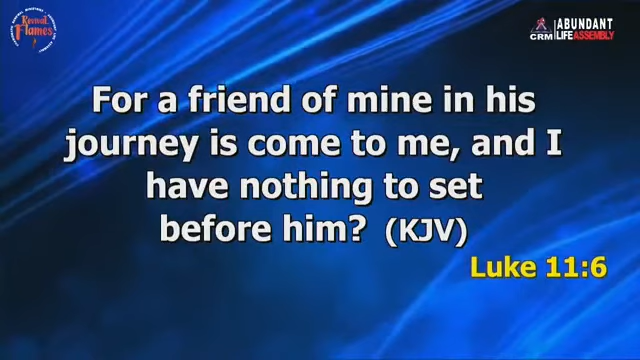 Revival
Flames
CRM
ABUNDANT
LIFE ASSEMBLY
For a friend of mine in his
journey is come to me, and I
have nothing to set
before him? (KJV)
Luke 11:6